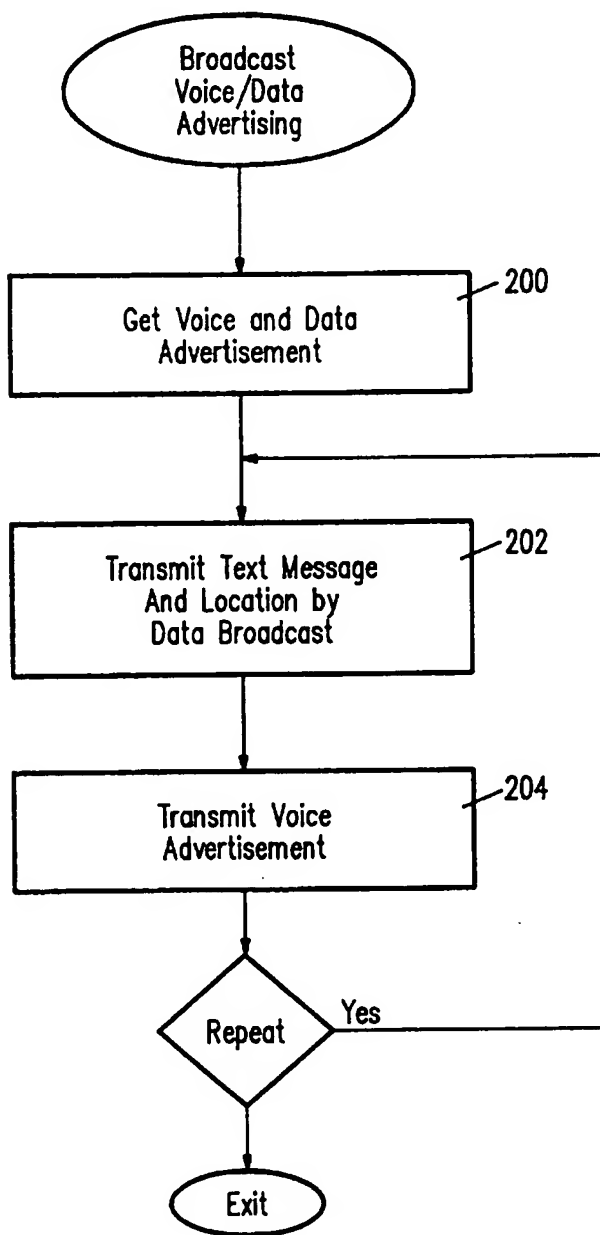 Broadcast
Voice/Data
Advertising
200
Get Voice and Data
Advertisement
202
Transmit Text Message
And Location by
Data Broadcast
204
Transmit Voice
Advertisement
Repeat
Yes
Exit